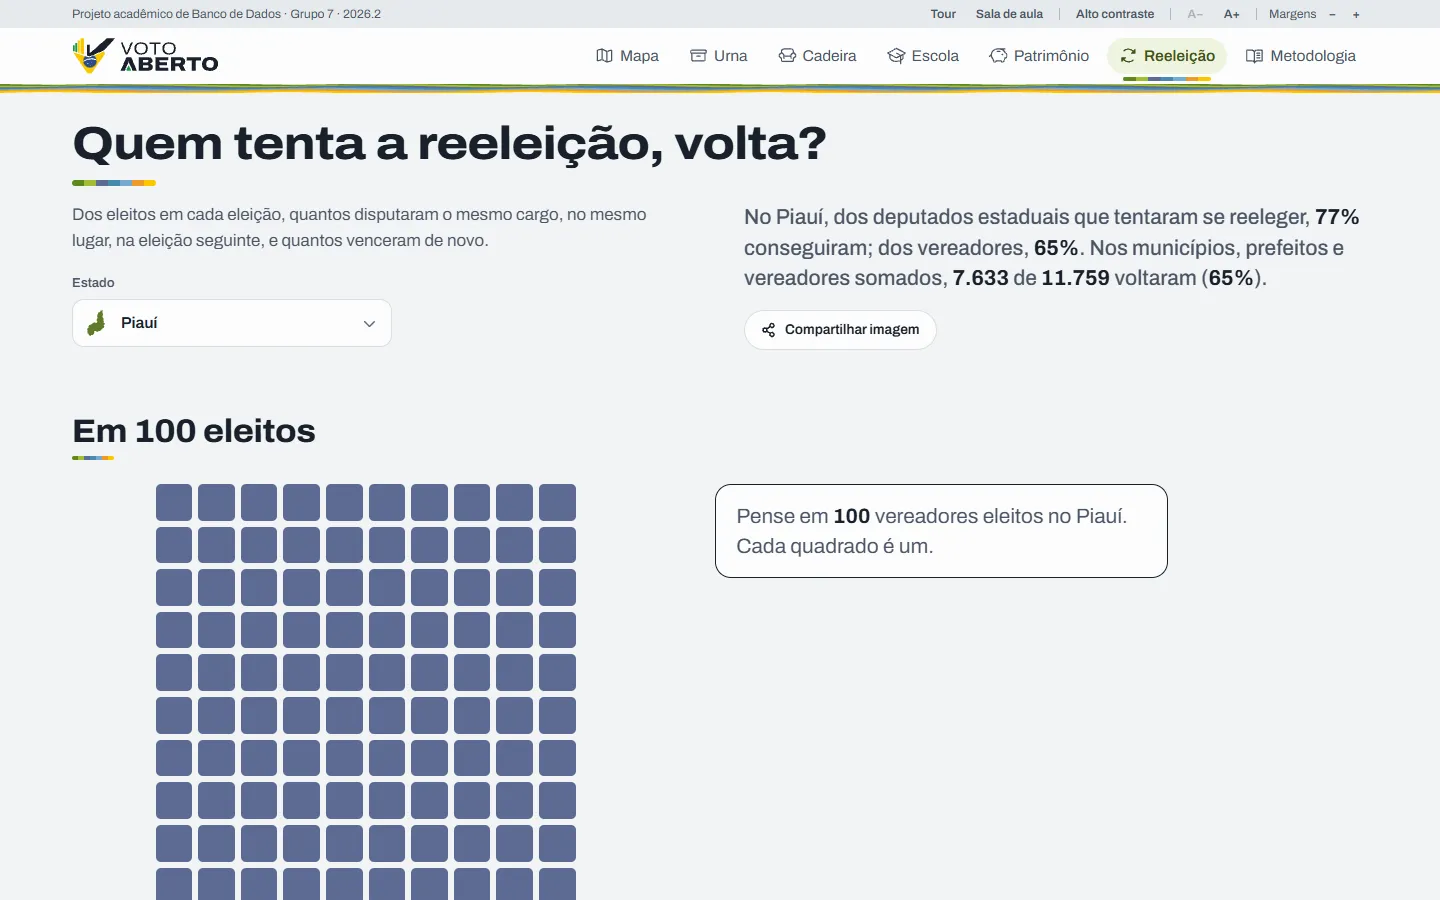 Projeto acadêmico de Banco de Dados · Grupo 7 · 2026.2
Tour
Sala de aula
Alto contraste
A−
A+
Margens − +
VOTO
ABERTO
Mapa
Urna
Cadeira
Escola
Patrimônio
Reeleição
Metodologia
Quem tenta a reeleição, volta?
Dos eleitos em cada eleição, quantos disputaram o mesmo cargo, no mesmo
lugar, na eleição seguinte, e quantos venceram de novo.
Estado
Piauí
No Piauí, dos deputados estaduais que tentaram se reeleger, 77%
conseguiram; dos vereadores, 65%. Nos municípios, prefeitos e
vereadores somados, 7.633 de 11.759 voltaram (65%).
Compartilhar imagem
Em 100 eleitos
Pense em 100 vereadores eleitos no Piauí.
Cada quadrado é um.